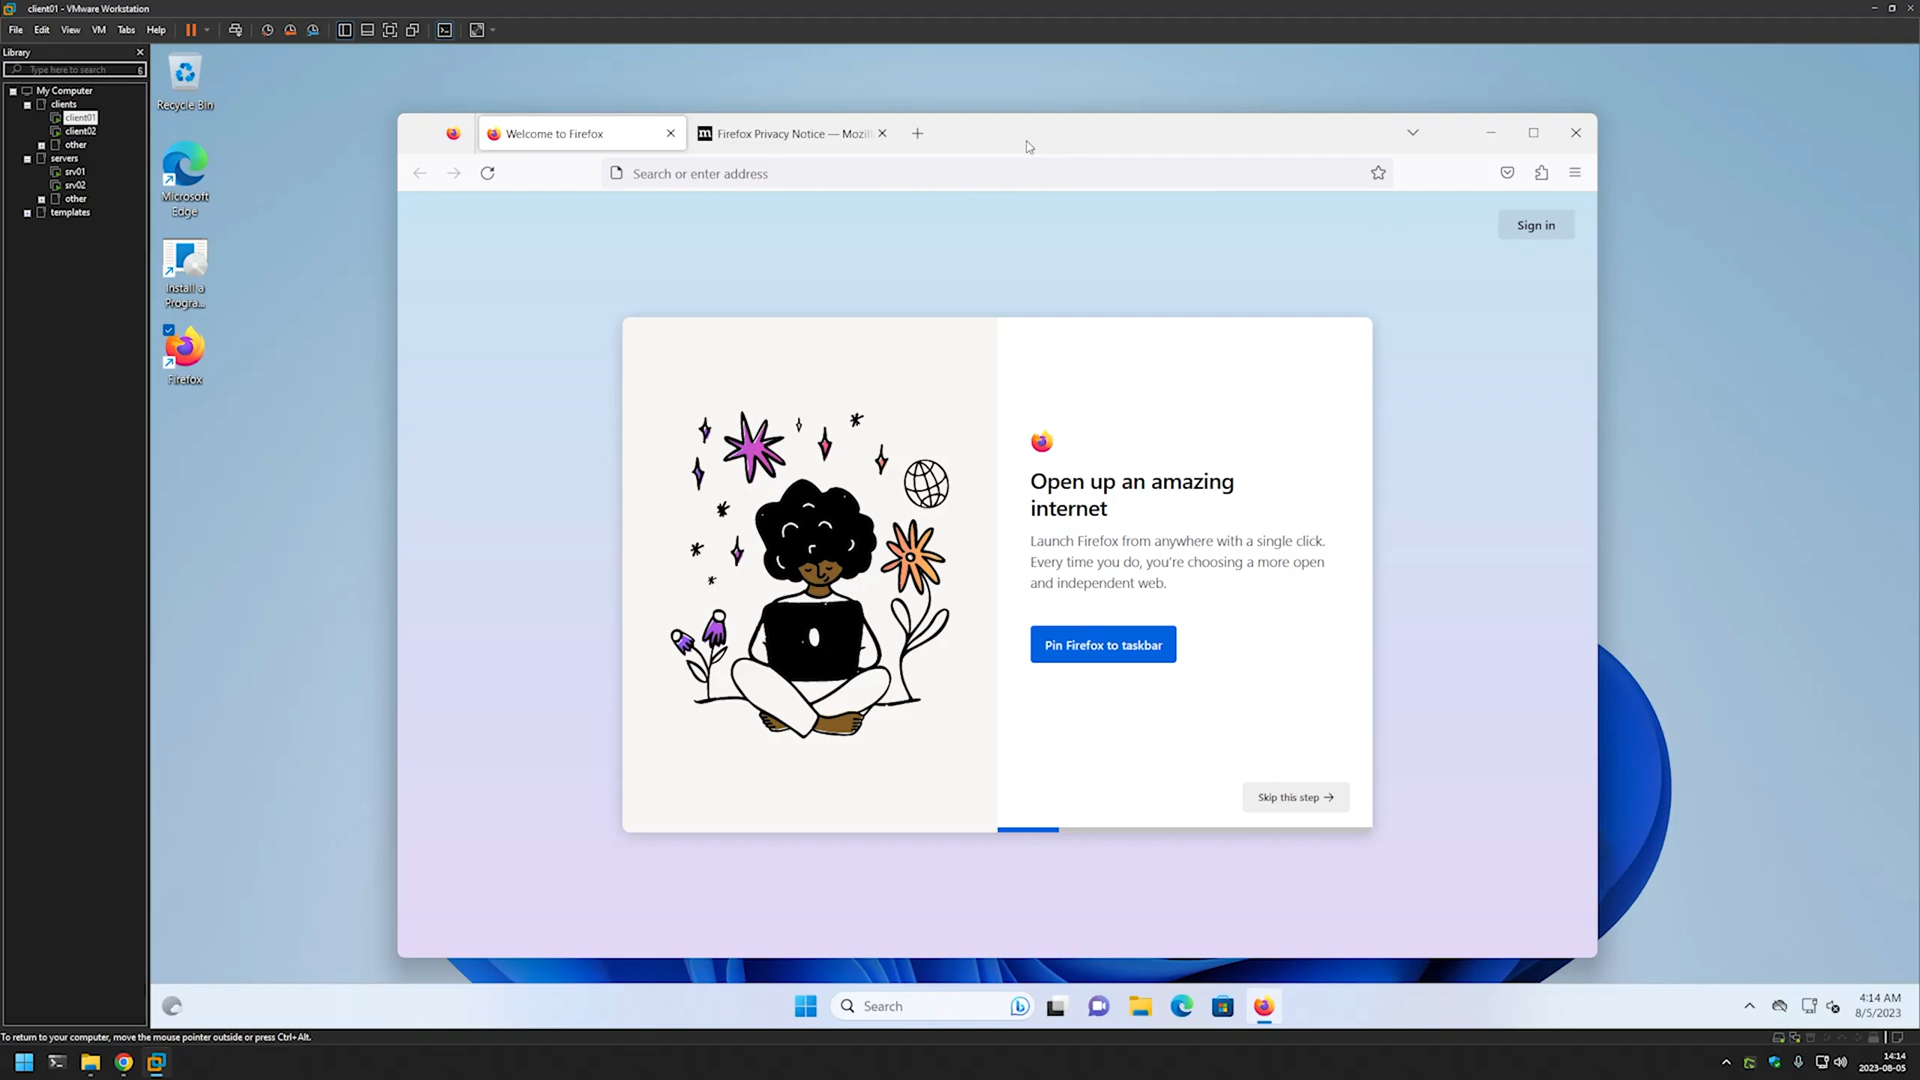 client01 - VMware Workstation
File Edit View VM Tabs Help
Library
Type here to search
My Computer
clients
client01
client02
other
servers
srv01
srv02
other
templates
Recycle Bin
Microsoft
Edge
Install a
Progra...
Firefox
Welcome to Firefox
Firefox Privacy Notice — Mozil
Search or enter address
Sign in
Open up an amazing
internet
Launch Firefox from anywhere with a single click.
Every time you do, you're choosing a more open
and independent web.
Pin Firefox to taskbar
Skip this step →
Search
4:14 AM
8/5/2023
To return to your computer, move the mouse pointer outside or press Ctrl+Alt.
14:14
2023-08-05